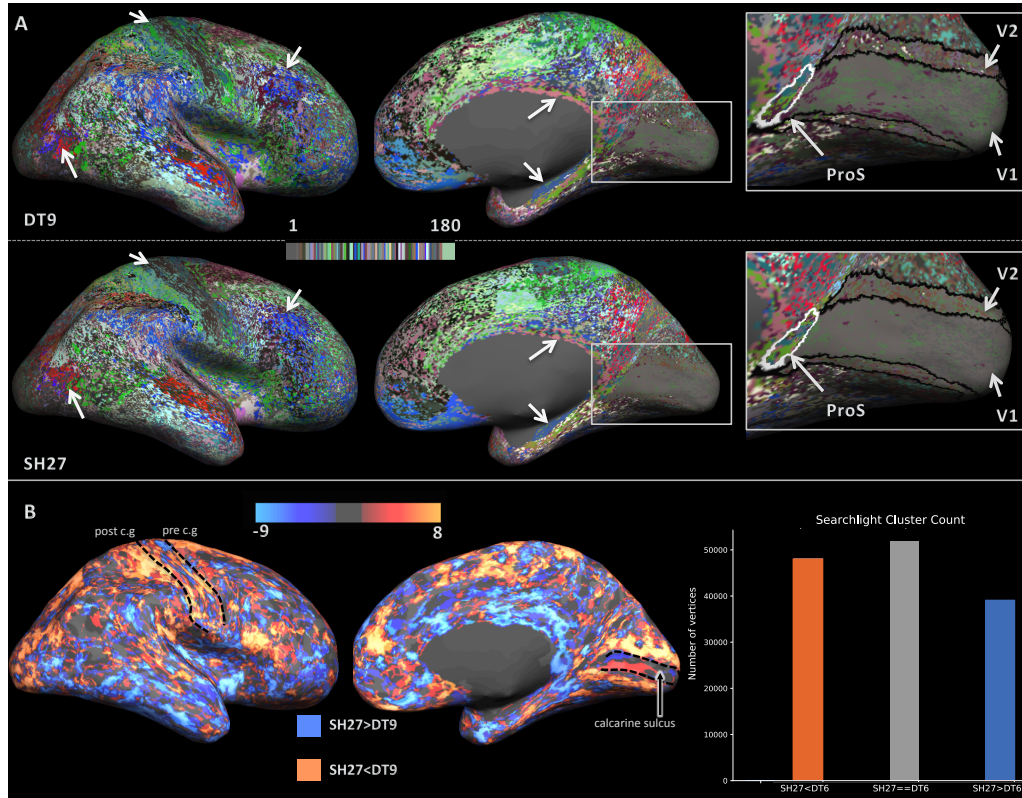 A
DT9
V2
ProS
V1
1
180
SH27
V2
ProS
V1
B
post c.g
pre c.g
-9
8
SH27>DT9
SH27<DT9
calcarine sulcus
Searchlight Cluster Count
Number of vertices
50000
40000
30000
20000
10000
0
SH27<DT6
SH27==DT6
SH27>DT6